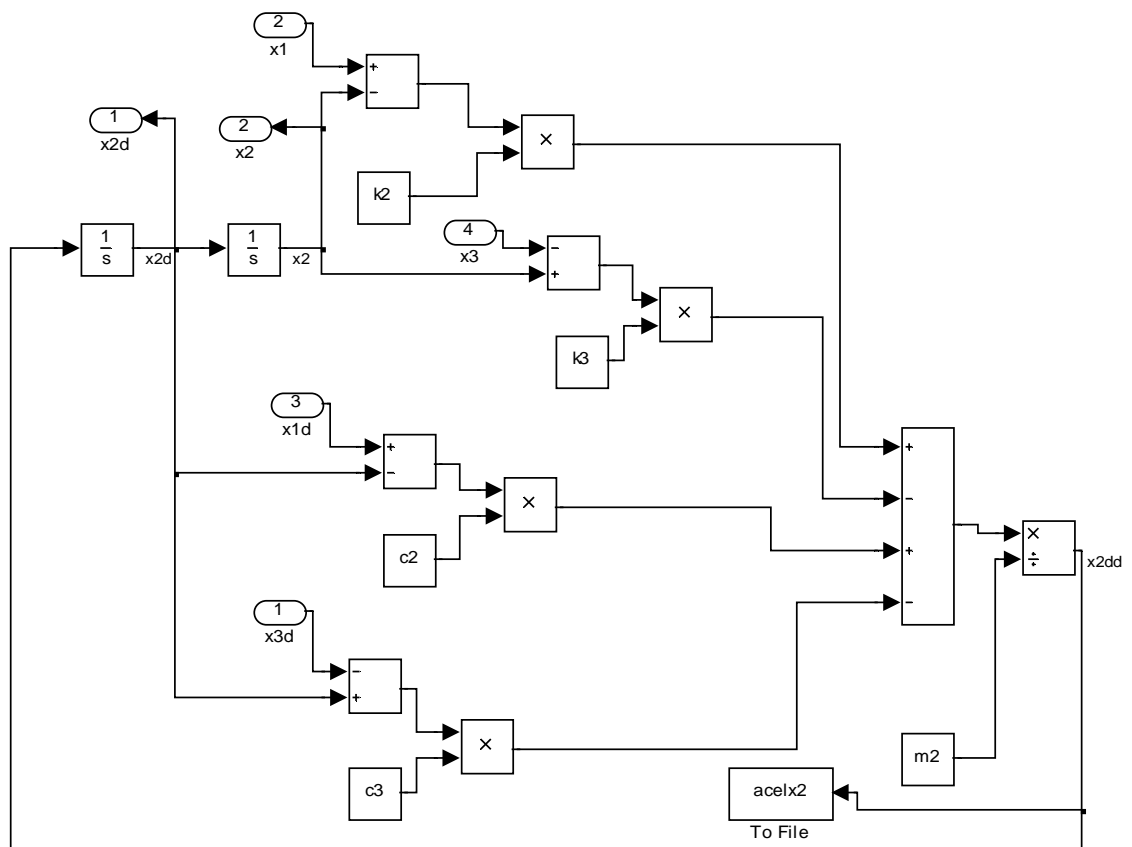 2
x1
+
−
1
x2d
2
x2
×
k2
1
s
x2d
1
s
x2
4
x3
−
+
×
k3
3
x1d
+
−
×
c2
+
−
+
−
×
÷
x2dd
1
x3d
−
+
×
c3
m2
acelx2
To File